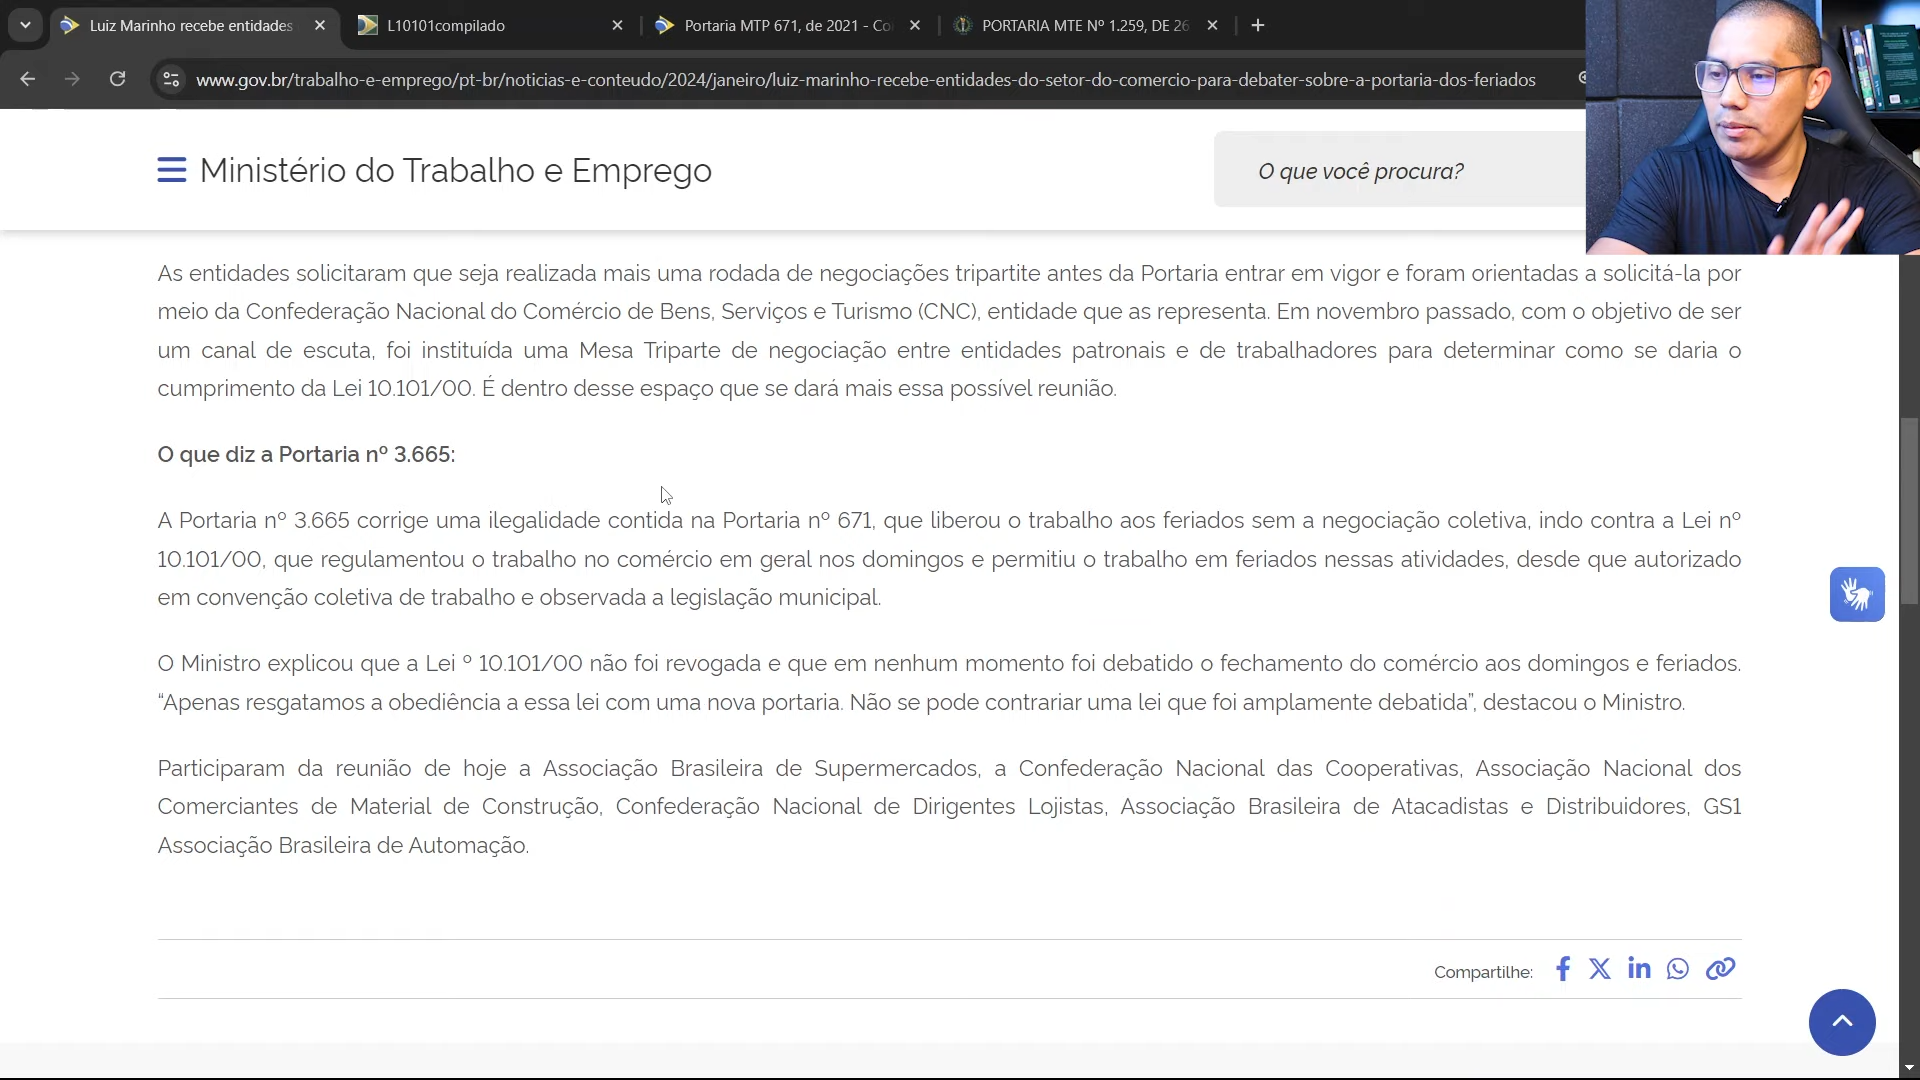 Luiz Marinho recebe entidades
L10101compilado
Portaria MTP 671, de 2021 - Co
PORTARIA MTE Nº 1.259, DE 26
www.gov.br/trabalho-e-emprego/pt-br/noticias-e-conteudo/2024/janeiro/luiz-marinho-recebe-entidades-do-setor-do-comercio-para-debater-sobre-a-portaria-dos-feriados
Ministério do Trabalho e Emprego
O que você procura?
As entidades solicitaram que seja realizada mais uma rodada de negociações tripartite antes da Portaria entrar em vigor e foram orientadas a solicitá-la por
meio da Confederação Nacional do Comércio de Bens, Serviços e Turismo (CNC), entidade que as representa. Em novembro passado, com o objetivo de ser
um canal de escuta, foi instituída uma Mesa Triparte de negociação entre entidades patronais e de trabalhadores para determinar como se daria o
cumprimento da Lei 10.101/00. É dentro desse espaço que se dará mais essa possível reunião.
O que diz a Portaria nº 3.665:
A Portaria nº 3.665 corrige uma ilegalidade contida na Portaria nº 671, que liberou o trabalho aos feriados sem a negociação coletiva, indo contra a Lei nº
10.101/00, que regulamentou o trabalho no comércio em geral nos domingos e permitiu o trabalho em feriados nessas atividades, desde que autorizado
em convenção coletiva de trabalho e observada a legislação municipal.
O Ministro explicou que a Lei º 10.101/00 não foi revogada e que em nenhum momento foi debatido o fechamento do comércio aos domingos e feriados.
“Apenas resgatamos a obediência a essa lei com uma nova portaria. Não se pode contrariar uma lei que foi amplamente debatida”, destacou o Ministro.
Participaram da reunião de hoje a Associação Brasileira de Supermercados, a Confederação Nacional das Cooperativas, Associação Nacional dos
Comerciantes de Material de Construção, Confederação Nacional de Dirigentes Lojistas, Associação Brasileira de Atacadistas e Distribuidores, GS1
Associação Brasileira de Automação.
Compartilhe: